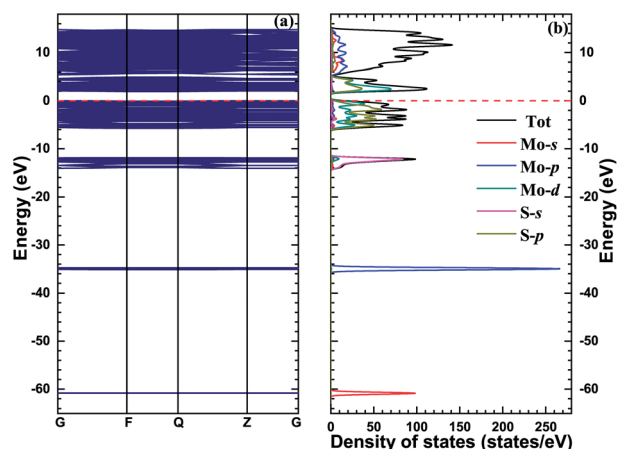 (a)
(b)
10
0
-10
-20
-30
-40
-50
-60
Energy (eV)
G F Q Z G
10
0
-10
-20
-30
-40
-50
-60
Energy (eV)
Tot
Mo-s
Mo-p
Mo-d
S-s
S-p
0 50 100 150 200 250
Density of states (states/eV)